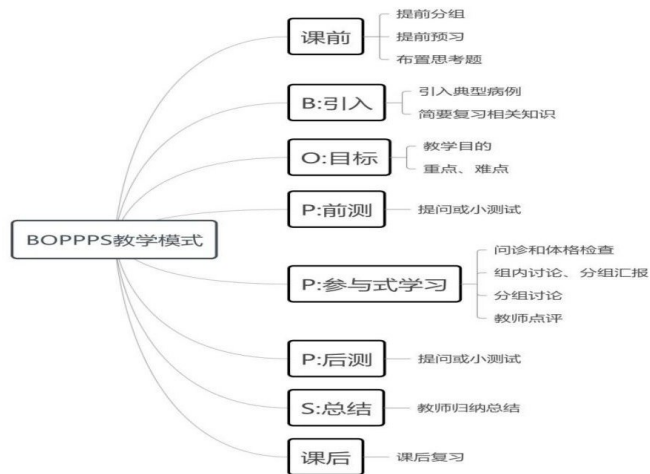 BOPPPS教学模式
课前
提前分组
提前预习
布置思考题
B:引入
引入典型病例
简要复习相关知识
O:目标
教学目的
重点、难点
P:前测
提问或小测试
P:参与式学习
问诊和体格检查
组内讨论、分组汇报
分组讨论
教师点评
P:后测
提问或小测试
S:总结
教师归纳总结
课后
课后复习